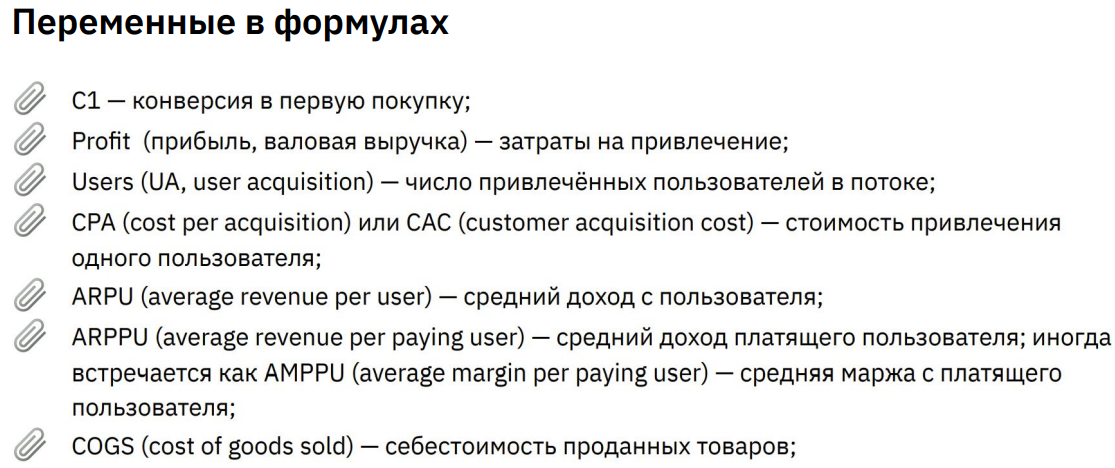 Переменные в формулах
C1 — конверсия в первую покупку;
Profit (прибыль, валовая выручка) — затраты на привлечение;
Users (UA, user acquisition) — число привлечённых пользователей в потоке;
CPA (cost per acquisition) или CAC (customer acquisition cost) — стоимость привлечения
одного пользователя;
ARPU (average revenue per user) — средний доход с пользователя;
ARPPU (average revenue per paying user) — средний доход платящего пользователя; иногда
встречается как AMPPU (average margin per paying user) — средняя маржа с платящего
пользователя;
COGS (cost of goods sold) — себестоимость проданных товаров;